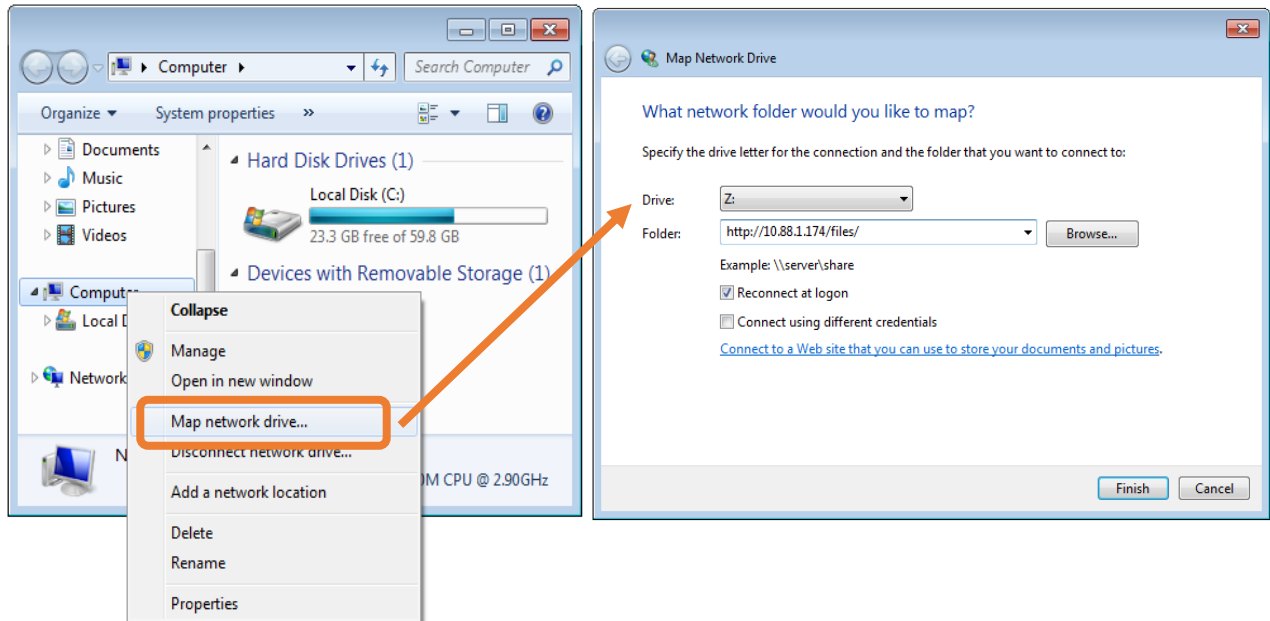 Computer
Search Computer
Organize
System properties
»
Documents
Music
Pictures
Videos
Computer
Local
Network
Hard Disk Drives (1)
Local Disk (C:)
23.3 GB free of 59.8 GB
Devices with Removable Storage (1)
Collapse
Manage
Open in new window
Map network drive...
Disconnect network drive...
Add a network location
Delete
Rename
Properties
N
M CPU @ 2.90GHz
Map Network Drive
What network folder would you like to map?
Specify the drive letter for the connection and the folder that you want to connect to:
Drive:
Z:
Folder:
http://10.88.1.174/files/
Browse...
Example: \\server\share
Reconnect at logon
Connect using different credentials
Connect to a Web site that you can use to store your documents and pictures.
Finish
Cancel